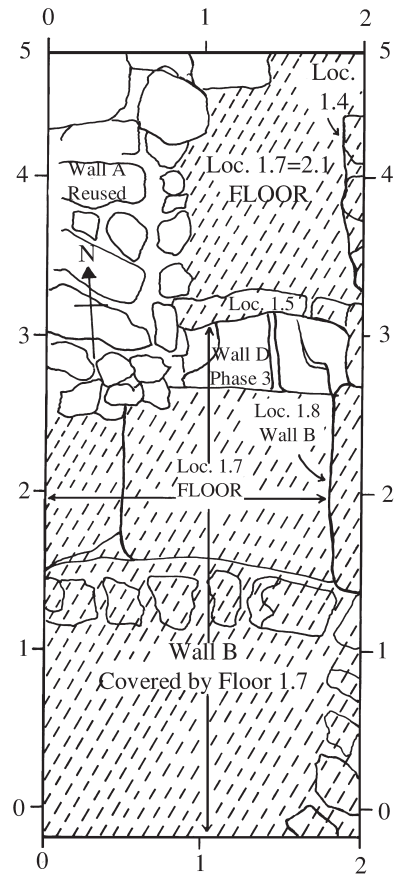 0 1 2
5 5
Loc.
1.4
4 4
Wall A
Reused
Loc. 1.7=2.1
FLOOR
N
Loc. 1.5
3 3
Wall D
Phase 3
Loc. 1.8
Wall B
Loc. 1.7
FLOOR
2 2
1 1
Wall B
Covered by Floor 1.7
0 0
0 1 2